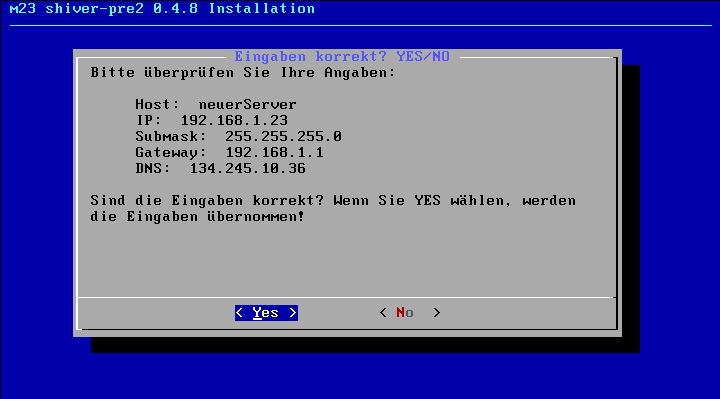 m23 shiver-pre2 0.4.8 Installation
Eingaben korrekt? YES/NO
Bitte überprüfen Sie Ihre Angaben:
Host: neuerServer
IP: 192.168.1.23
Submask: 255.255.255.0
Gateway: 192.168.1.1
DNS: 134.245.10.36
Sind die Eingaben korrekt? Wenn Sie YES wählen, werden
die Eingaben übernommen!
< Yes > < No >